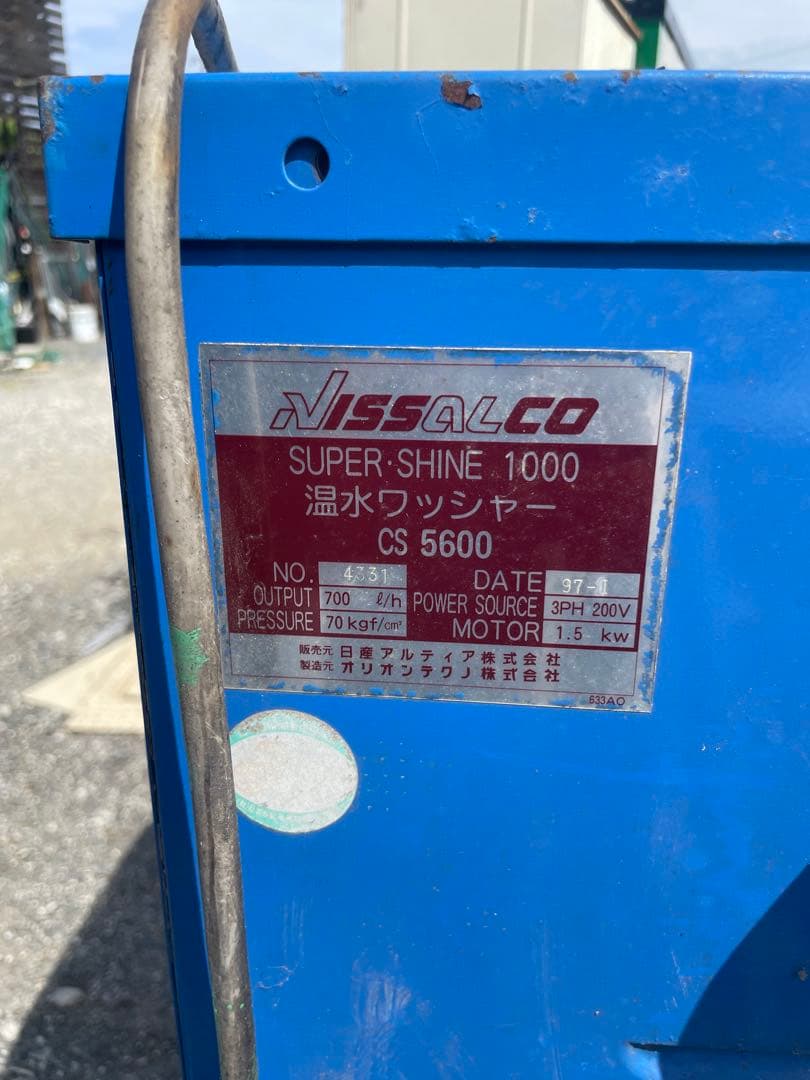 NISSALCO
SUPER·SHINE 1000
温水ワッシャー
CS 5600
NO. 4331 DATE 97-I
OUTPUT 700 ℓ/h POWER SOURCE 3PH 200V
PRESSURE 70kgf/cm² MOTOR 1.5 kw
販売元 日産アルティア株式会社
製造元 オリオンテクノ株式会社
633AO